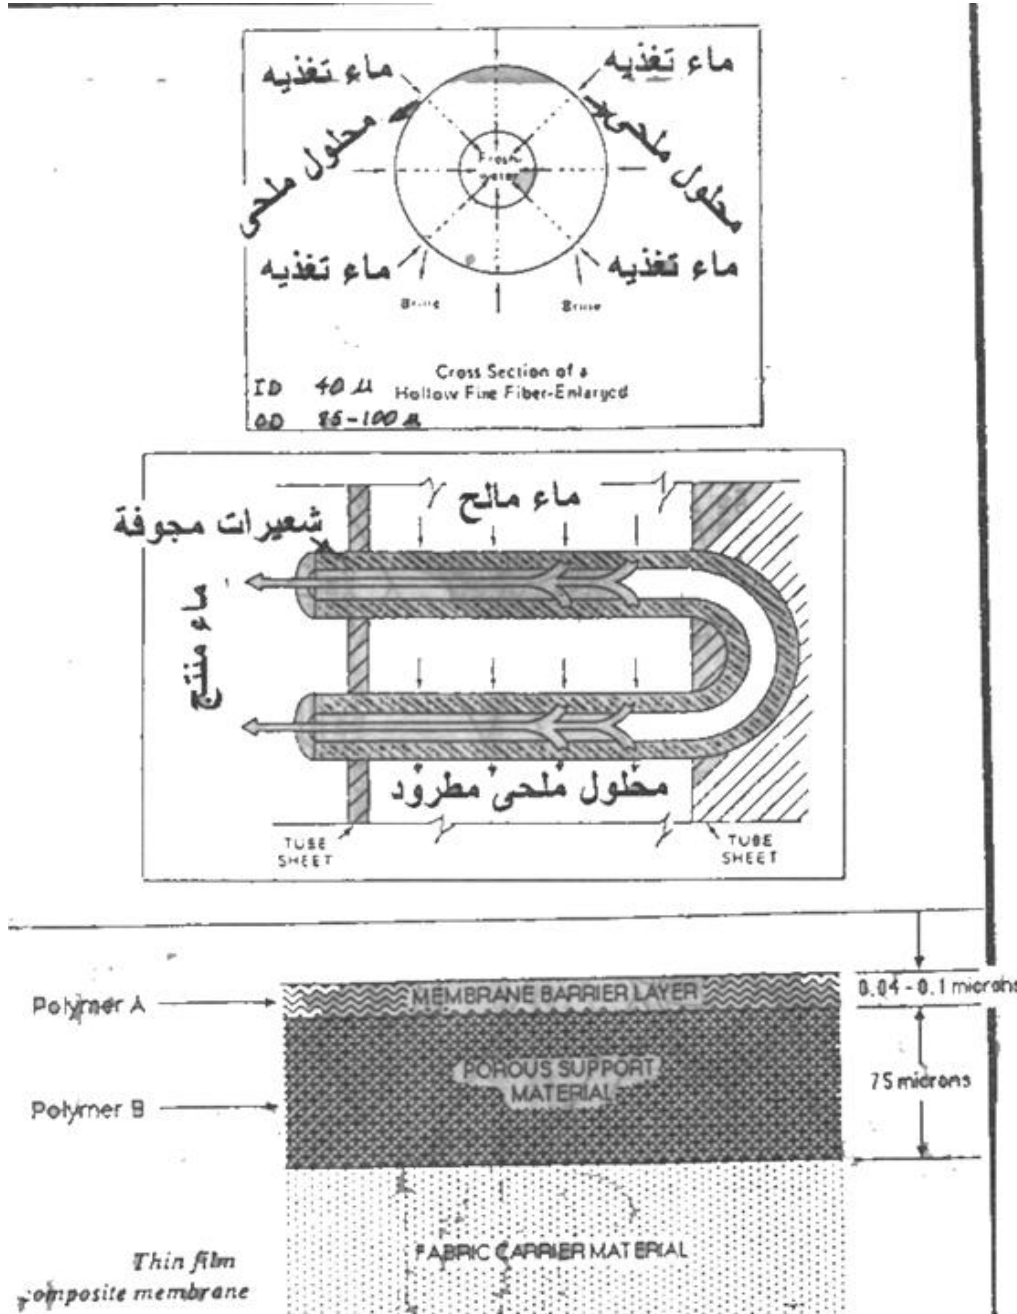 ماء تغذيه
ماء تغذيه
محلول ملحى
محلول ملحى
Fresh
water
ماء تغذيه
ماء تغذيه
Brine
Brine
Cross Section of a
Hollow Fine Fiber-Enlarged
ID 40 µ
OD 85-100 µ
ماء مالح
شعيرات مجوفة
ماء منتج
محلول ملحى مطرود
TUBE
SHEET
TUBE
SHEET
MEMBRANE BARRIER LAYER
0.04 - 0.1 microns
Polymer A
POROUS SUPPORT
MATERIAL
75 microns
Polymer B
FABRIC CARRIER MATERIAL
Thin film
composite membrane